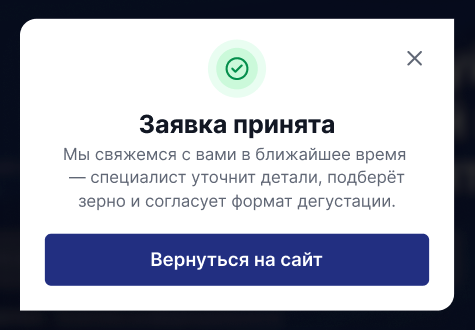 Заявка принята
Мы свяжемся с вами в ближайшее время
— специалист уточнит детали, подберёт
зерно и согласует формат дегустации.
Вернуться на сайт